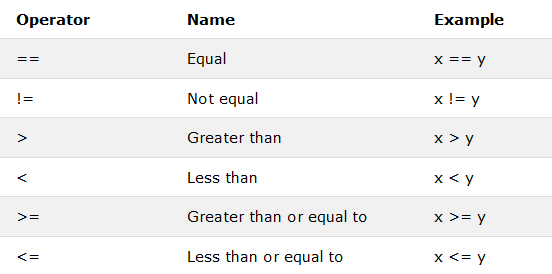 Operator Name Example
== Equal x == y
!= Not equal x != y
> Greater than x > y
< Less than x < y
>= Greater than or equal to x >= y
<= Less than or equal to x <= y